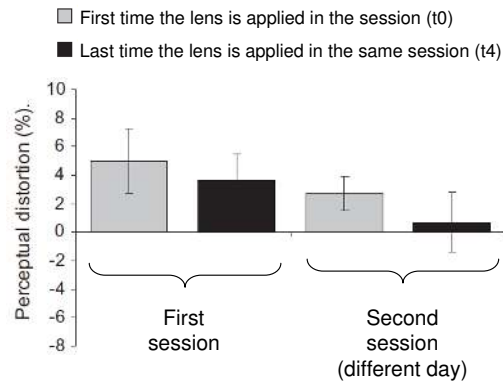 First time the lens is applied in the session (t0)
Last time the lens is applied in the same session (t4)
Perceptual distortion (%).
10
8
6
4
2
0
-2
-4
-6
-8
First
session
Second
session
(different day)